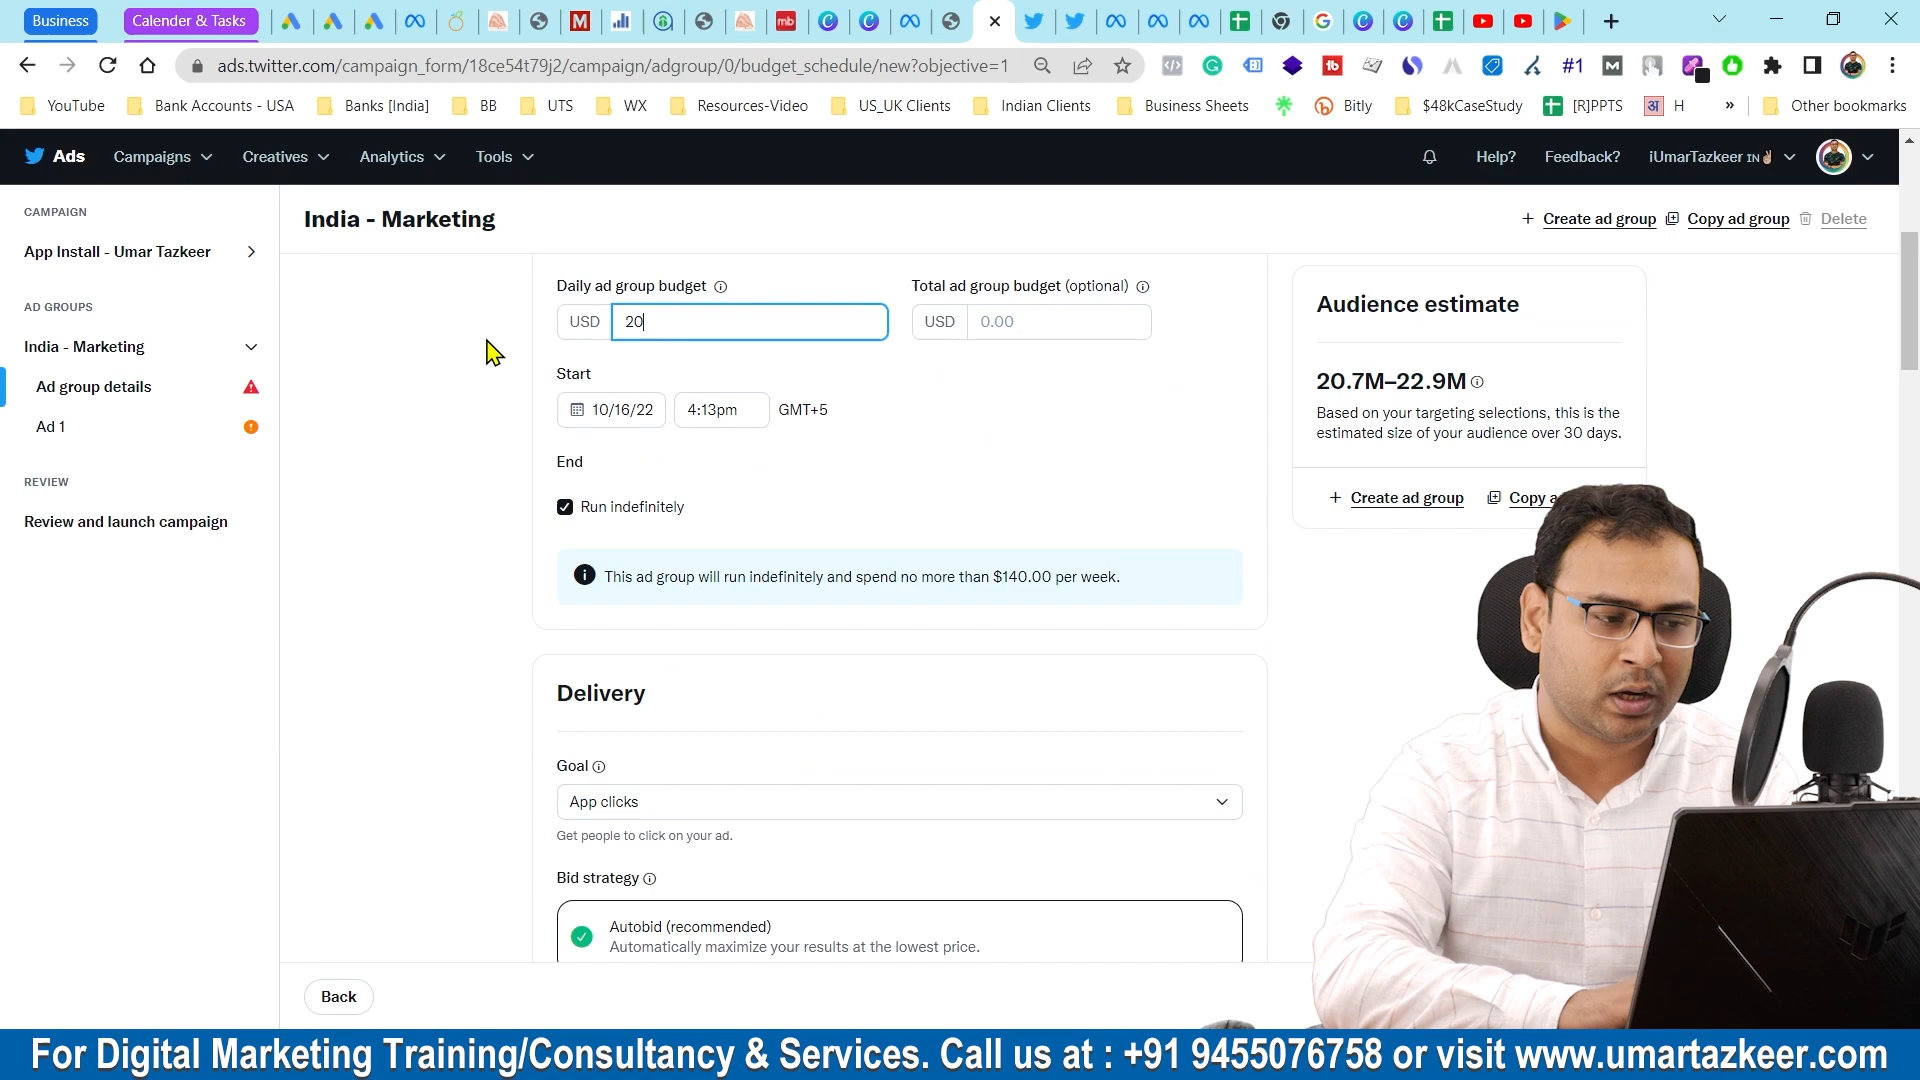 Business
Calender & Tasks
ads.twitter.com/campaign_form/18ce54t79j2/campaign/adgroup/0/budget_schedule/new?objective=1
#1
YouTube
Bank Accounts - USA
Banks [India]
BB
UTS
WX
Resources-Video
US_UK Clients
Indian Clients
Business Sheets
Bitly
$48kCaseStudy
[R]PPTS
अ H
»
Other bookmarks
Ads
Campaigns
Creatives
Analytics
Tools
Help?
Feedback?
iUmarTazkeer IN
CAMPAIGN
App Install - Umar Tazkeer
AD GROUPS
India - Marketing
Ad group details
Ad 1
REVIEW
Review and launch campaign
India - Marketing
+ Create ad group
Copy ad group
Delete
Daily ad group budget
Total ad group budget (optional)
USD 20
USD 0.00
Start
10/16/22
4:13pm
GMT+5
End
Run indefinitely
This ad group will run indefinitely and spend no more than $140.00 per week.
Delivery
Goal
App clicks
Get people to click on your ad.
Bid strategy
Autobid (recommended)
Automatically maximize your results at the lowest price.
Back
Audience estimate
20.7M–22.9M
Based on your targeting selections, this is the
estimated size of your audience over 30 days.
+ Create ad group
Copy a
For Digital Marketing Training/Consultancy & Services. Call us at : +91 9455076758 or visit www.umartazkeer.com